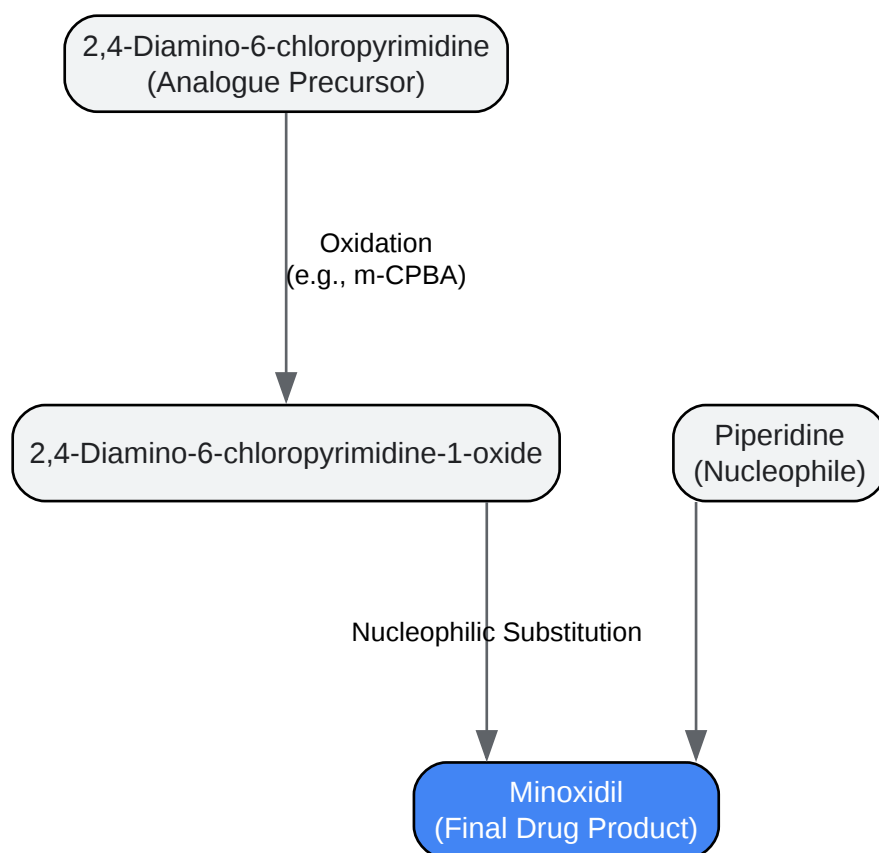 2,4-Diamino-6-chloropyrimidine
(Analogue Precursor)
Oxidation
(e.g., m-CPBA)
2,4-Diamino-6-chloropyrimidine-1-oxide
Piperidine
(Nucleophile)
Nucleophilic Substitution
Minoxidil
(Final Drug Product)